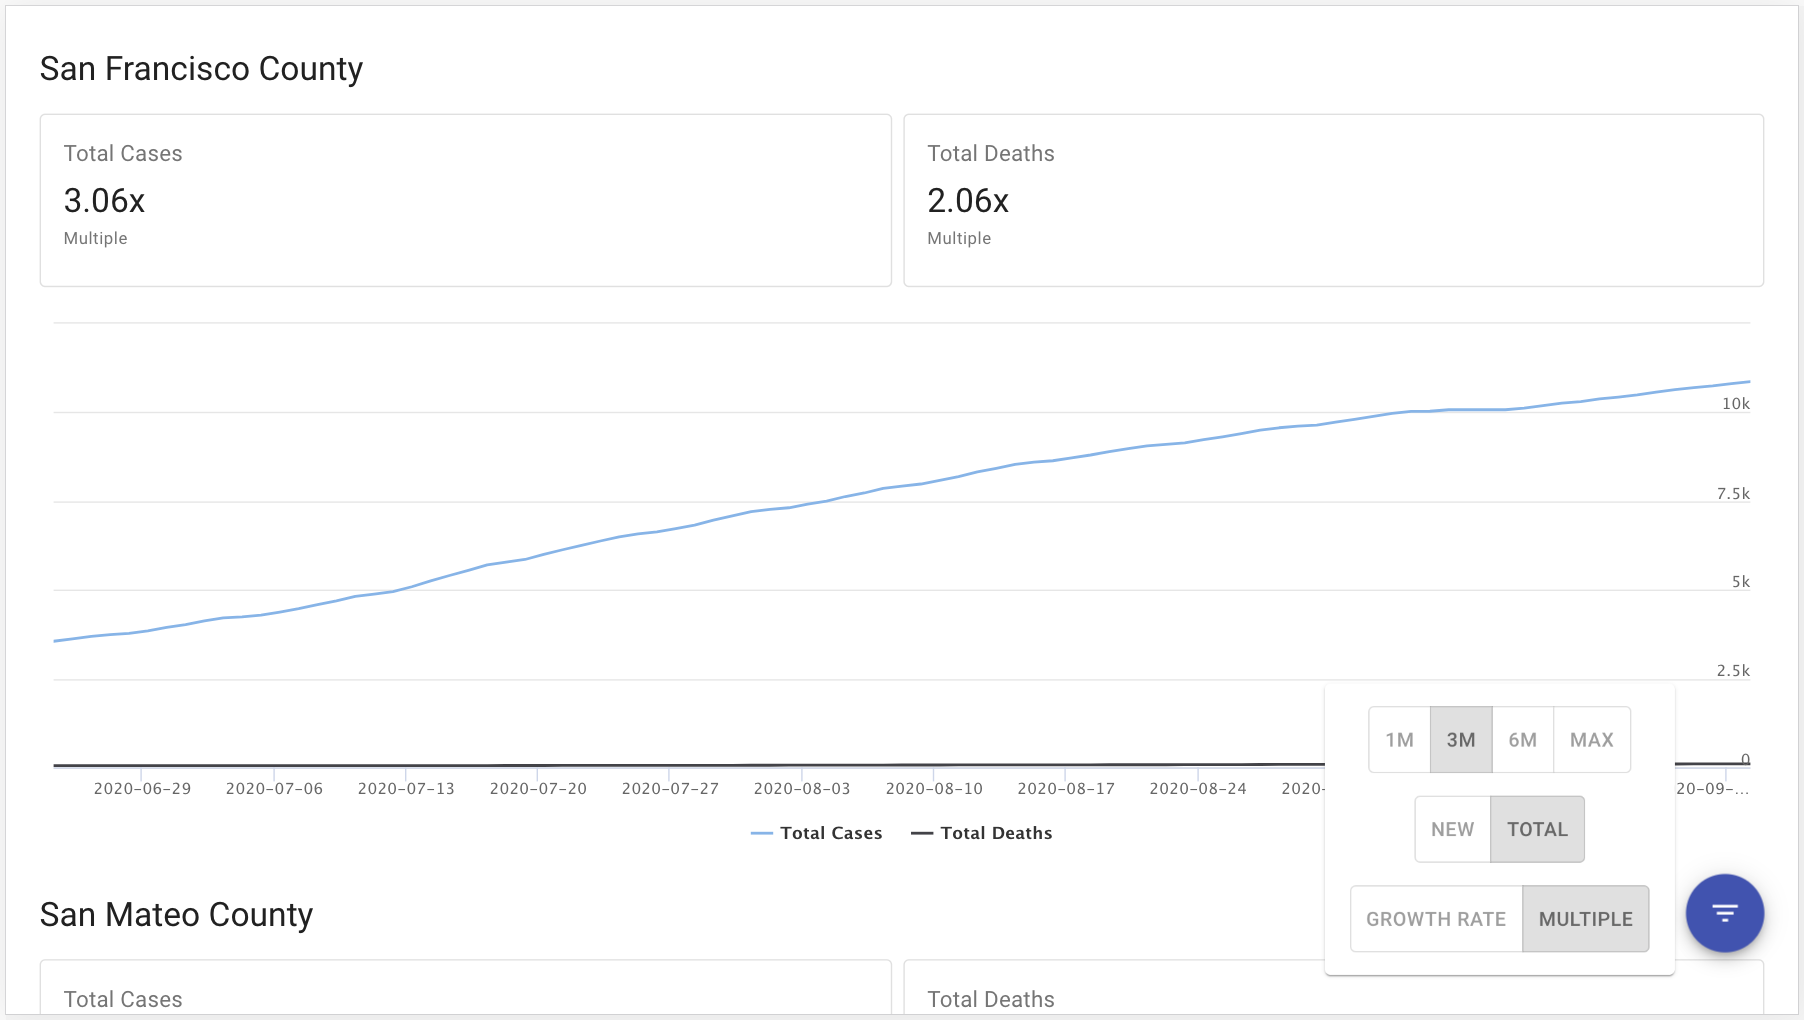 San Francisco County
Total Cases
3.06x
Multiple
Total Deaths
2.06x
Multiple
10k
7.5k
5k
2.5k
0
2020-06-29 2020-07-06 2020-07-13 2020-07-20 2020-07-27 2020-08-03 2020-08-10 2020-08-17 2020-08-24 2020- 20-09-...
Total Cases Total Deaths
1M 3M 6M MAX
NEW TOTAL
GROWTH RATE MULTIPLE
San Mateo County
Total Cases
Total Deaths